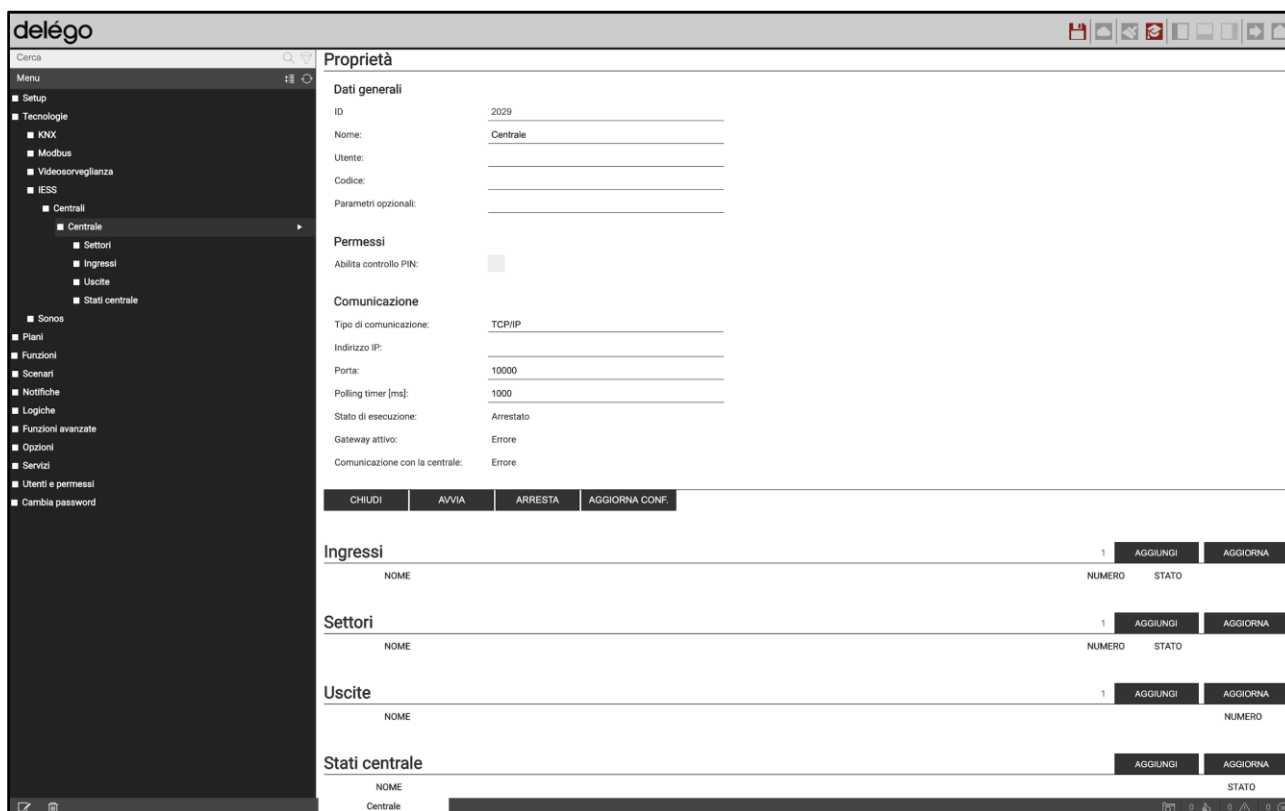 delégo
Cerca
Menu
Setup
Tecnologie
KNX
Modbus
Videosorveglianza
IESS
Centrali
Centrale
Settori
Ingressi
Uscite
Stati centrale
Sonos
Piani
Funzioni
Scenari
Notifiche
Logiche
Funzioni avanzate
Opzioni
Servizi
Utenti e permessi
Cambia password
Proprietà
Dati generali
ID 2029
Nome: Centrale
Utente:
Codice:
Parametri opzionali:
Permessi
Abilita controllo PIN:
Comunicazione
Tipo di comunicazione: TCP/IP
Indirizzo IP:
Porta: 10000
Polling timer [ms]: 1000
Stato di esecuzione: Arrestato
Gateway attivo: Errore
Comunicazione con la centrale: Errore
CHIUDI AVVIA ARRESTA AGGIORNA CONF.
Ingressi 1 AGGIUNGI AGGIORNA
NOME NUMERO STATO
Settori 1 AGGIUNGI AGGIORNA
NOME NUMERO STATO
Uscite 1 AGGIUNGI AGGIORNA
NOME NUMERO
Stati centrale AGGIUNGI AGGIORNA
NOME STATO
Centrale 0 0 0